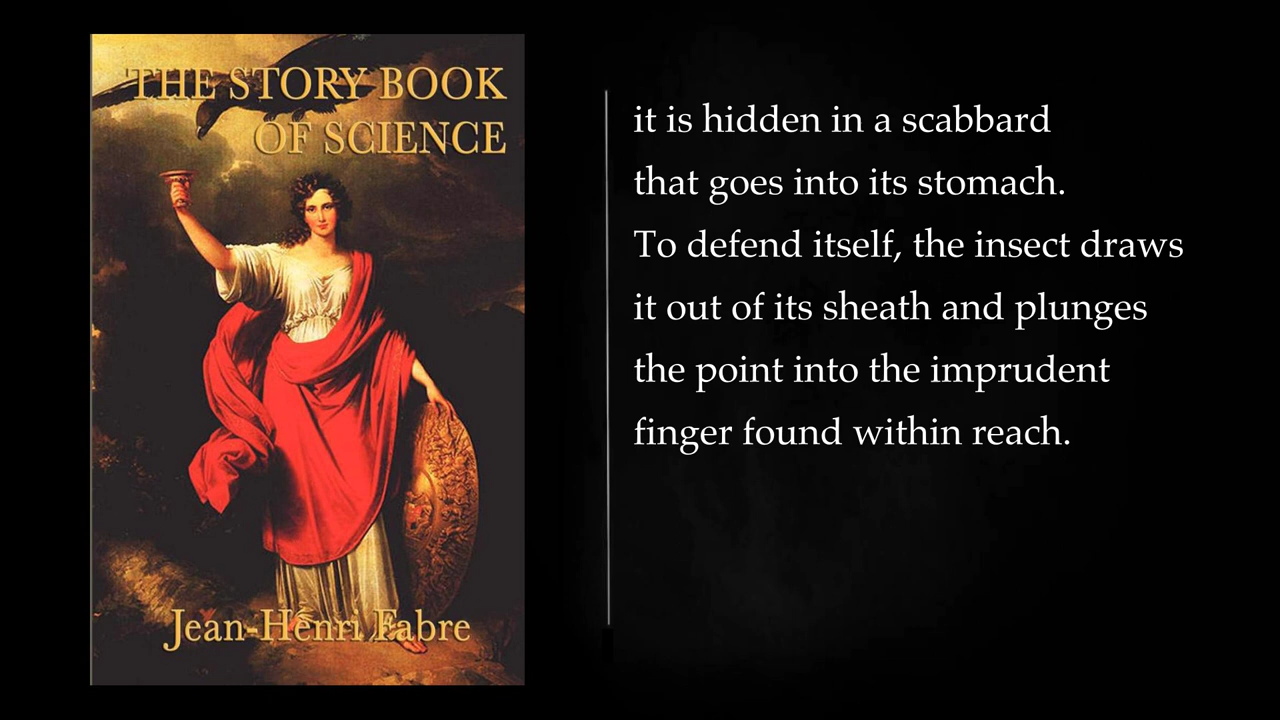 THE STORY BOOK
OF SCIENCE
Jean-Henri Fabre
it is hidden in a scabbard
that goes into its stomach.
To defend itself, the insect draws
it out of its sheath and plunges
the point into the imprudent
finger found within reach.